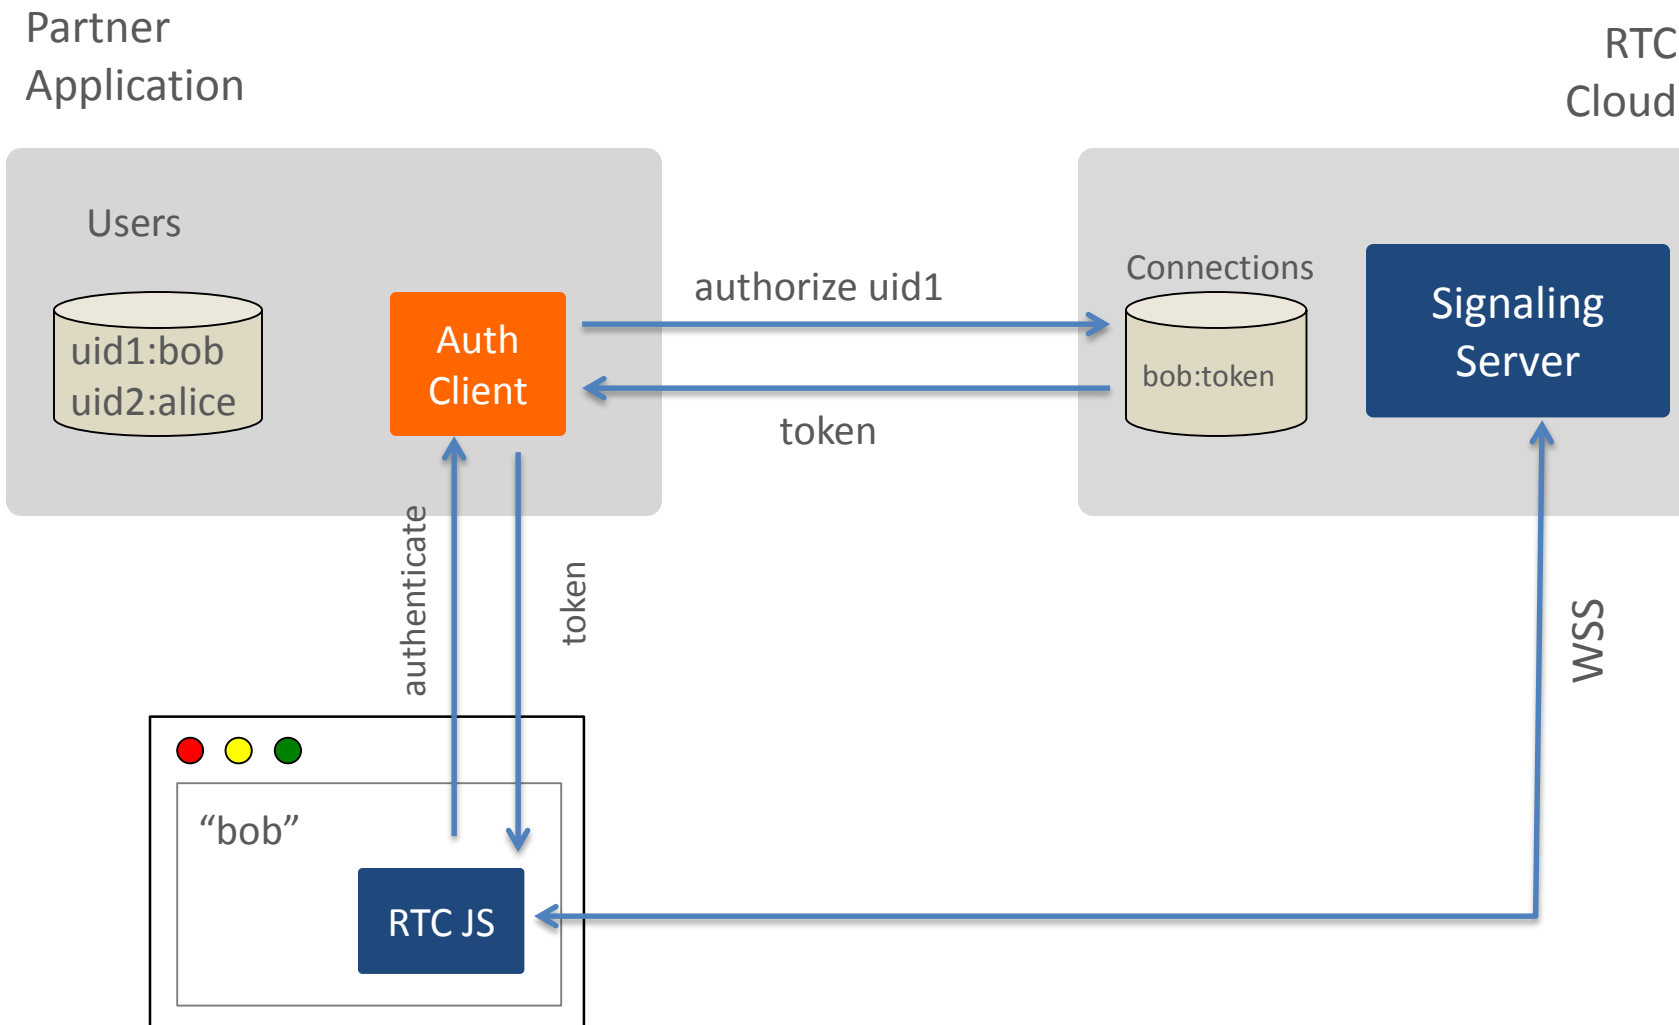 Partner
Application
RTC
Cloud
Users
uid1:bob
uid2:alice
Auth
Client
authorize uid1
token
Connections
bob:token
Signaling
Server
authenticate
token
WSS
“bob”
RTC JS